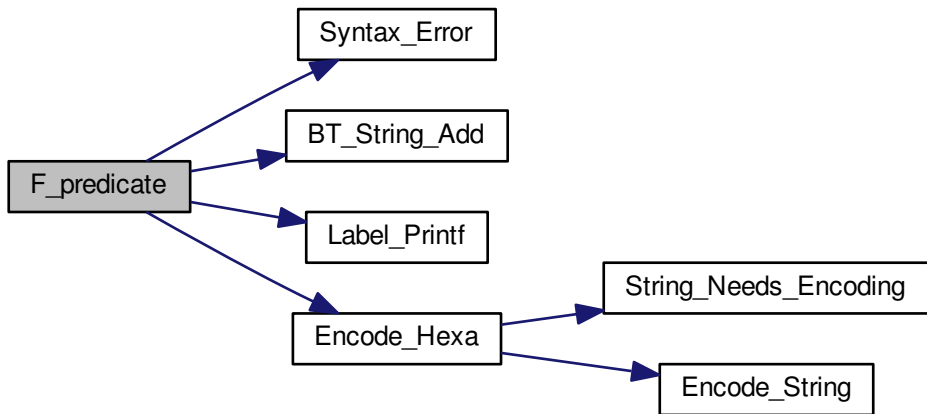 Syntax_Error
BT_String_Add
F_predicate
Label_Printf
String_Needs_Encoding
Encode_Hexa
Encode_String